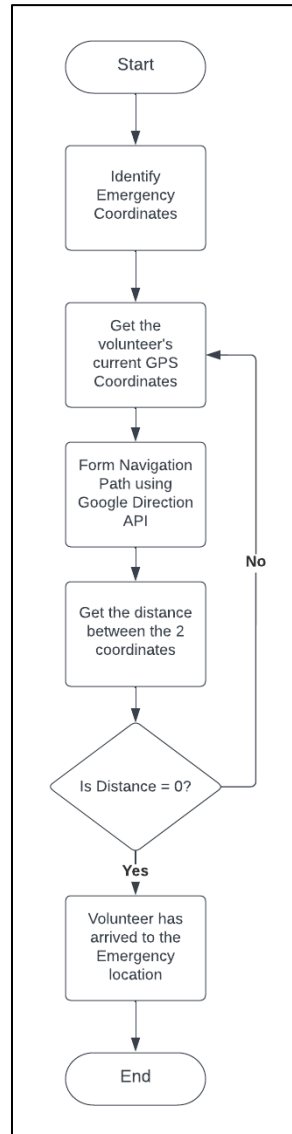 Start
Identify
Emergency
Coordinates
Get the
volunteer's
current GPS
Coordinates
Form Navigation
Path using
Google Direction
API
No
Get the distance
between the 2
coordinates
Is Distance = 0?
Yes
Volunteer has
arrived to the
Emergency
location
End